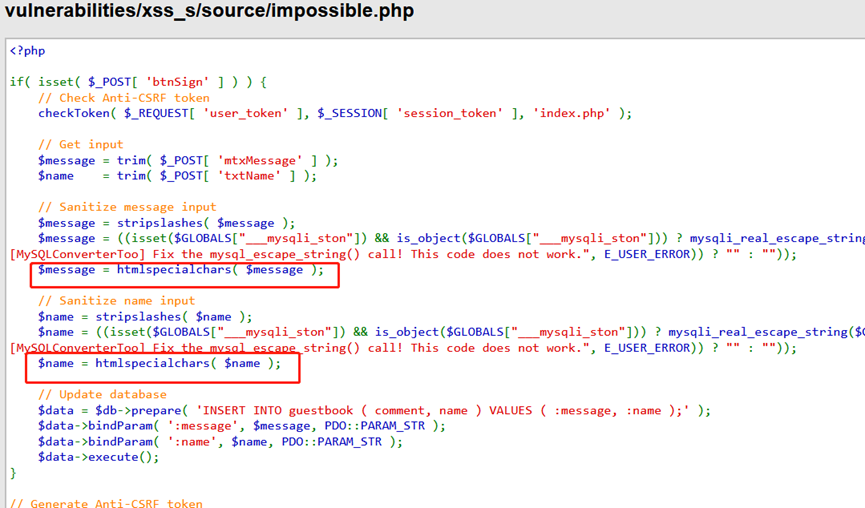 vulnerabilities/xss_s/source/impossible.php
<?php
if( isset( $_POST[ 'btnSign' ] ) ) {
// Check Anti-CSRF token
checkToken( $_REQUEST[ 'user_token' ], $_SESSION[ 'session_token' ], 'index.php' );
// Get input
$message = trim( $_POST[ 'mtxMessage' ] );
$name    = trim( $_POST[ 'txtName' ] );
// Sanitize message input
$message = stripslashes( $message );
$message = ((isset($GLOBALS["___mysqli_ston"]) && is_object($GLOBALS["___mysqli_ston"])) ? mysqli_real_escape_string
[MySQLConverterToo] Fix the mysql_escape_string() call! This code does not work.", E_USER_ERROR)) ? "" : ""));
$message = htmlspecialchars( $message );
// Sanitize name input
$name = stripslashes( $name );
$name = ((isset($GLOBALS["___mysqli_ston"]) && is_object($GLOBALS["___mysqli_ston"])) ? mysqli_real_escape_string($G
[MySQLConverterToo] Fix the mysql_escape_string() call! This code does not work.", E_USER_ERROR)) ? "" : ""));
$name = htmlspecialchars( $name );
// Update database
$data = $db->prepare( 'INSERT INTO guestbook ( comment, name ) VALUES ( :message, :name );' );
$data->bindParam( ':message', $message, PDO::PARAM_STR );
$data->bindParam( ':name', $name, PDO::PARAM_STR );
$data->execute();
}
// Generate Anti-CSRF token